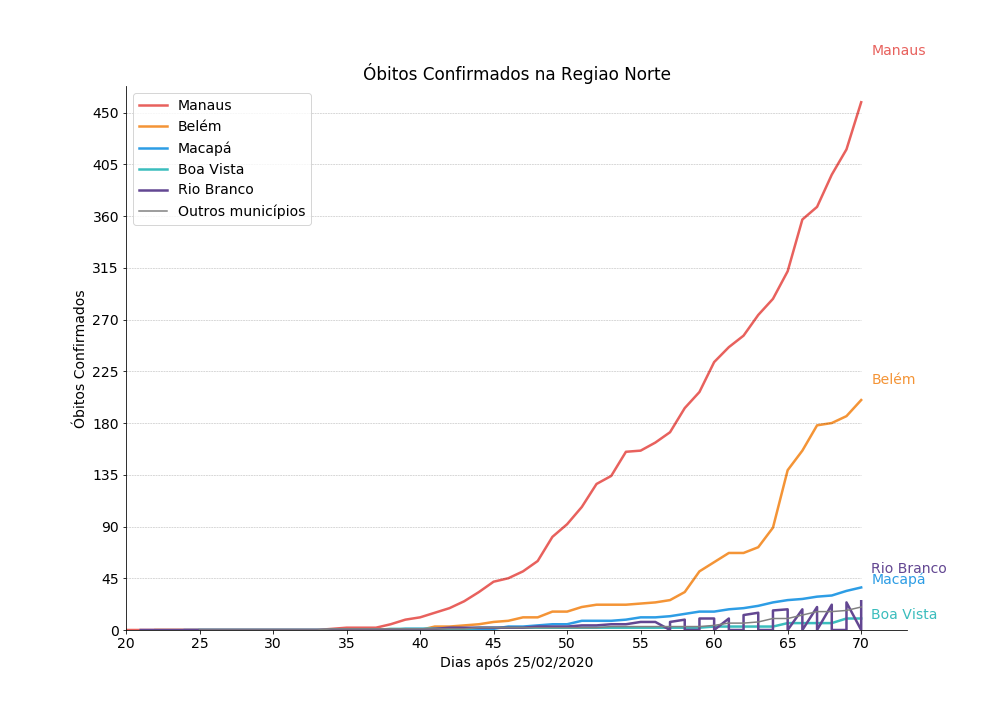 Manaus
Óbitos Confirmados na Regiao Norte
Manaus
Belém
Macapá
Boa Vista
Rio Branco
Outros municípios
450
405
360
315
270
225
180
135
90
45
0
Óbitos Confirmados
Belém
Rio Branco
Macapá
Boa Vista
20 25 30 35 40 45 50 55 60 65 70
Dias após 25/02/2020